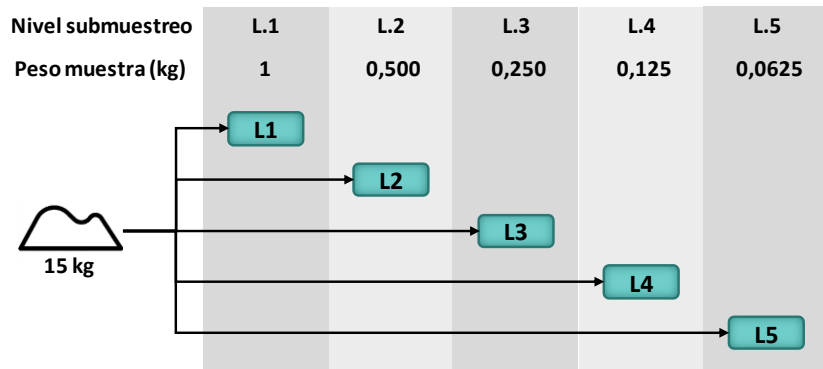 Nivel submuestreo L.1 L.2 L.3 L.4 L.5
Peso muestra (kg) 1 0,500 0,250 0,125 0,0625
L1
L2
L3
15 kg
L4
L5